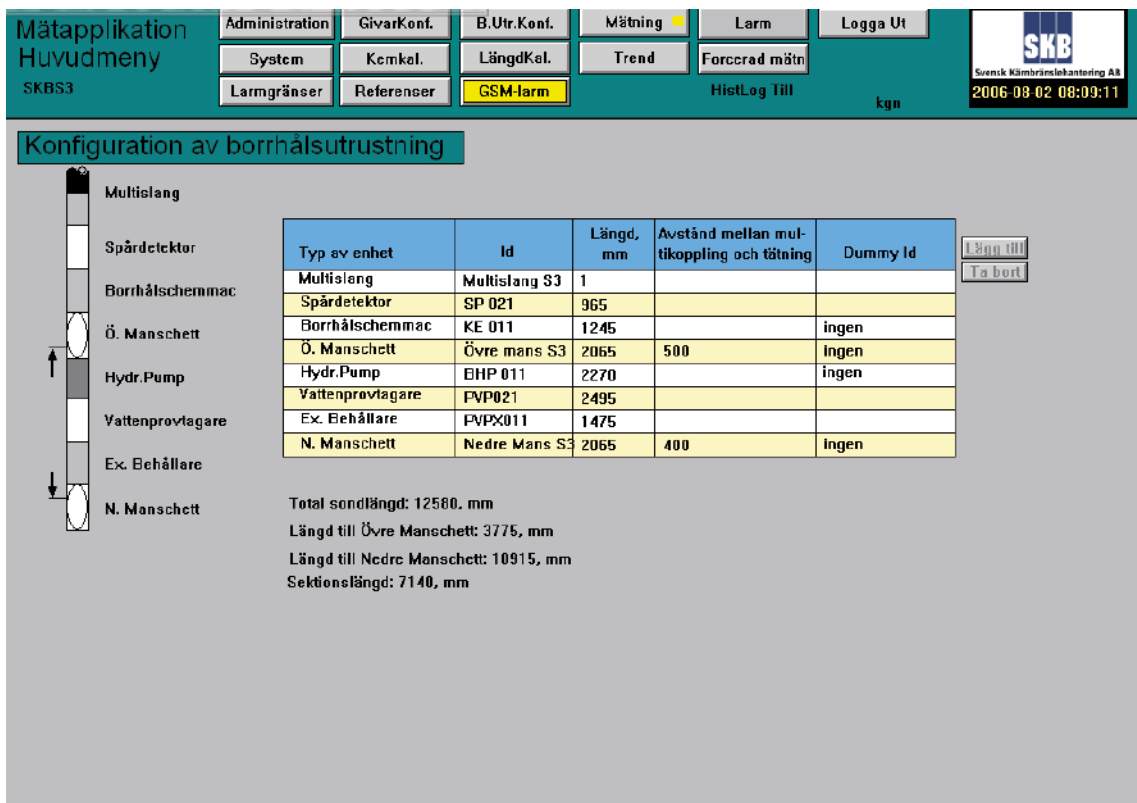 Mätapplikation
Huvudmeny
SKBS3
Administration GivarKonf. B.Utr.Konf. Mätning Larm Logga Ut
System Kemkal. LängdKal. Trend Forcerad mätn
Larmgränser Referenser GSM-larm HistLog Till kgn
SKB
Svensk Kärnbränslehantering AB
2006-08-02 08:09:11
Konfiguration av borrhålsutrustning
Multislang
Spårdetektor
Borrhålschemmac
Ö. Manschett
Hydr.Pump
Vattenprovtagare
Ex. Behållare
N. Manschett
Typ av enhet Id Längd, mm Avstånd mellan mul-tikoppling och tätning Dummy Id
Multislang Multislang S3 1
Spårdetektor SP 021 965
Borrhålschemmac KE 011 1245 ingen
Ö. Manschett Övre mans S3 2065 500 ingen
Hydr.Pump BHP 011 2270 ingen
Vattenprovtagare PVP021 2495
Ex. Behållare PVPX011 1475
N. Manschett Nedre Mans S3 2065 400 ingen
Lägg till
Ta bort
Total sondlängd: 12580, mm
Längd till Övre Manschett: 3775, mm
Längd till Nedre Manschett: 10915, mm
Sektionslängd: 7140, mm